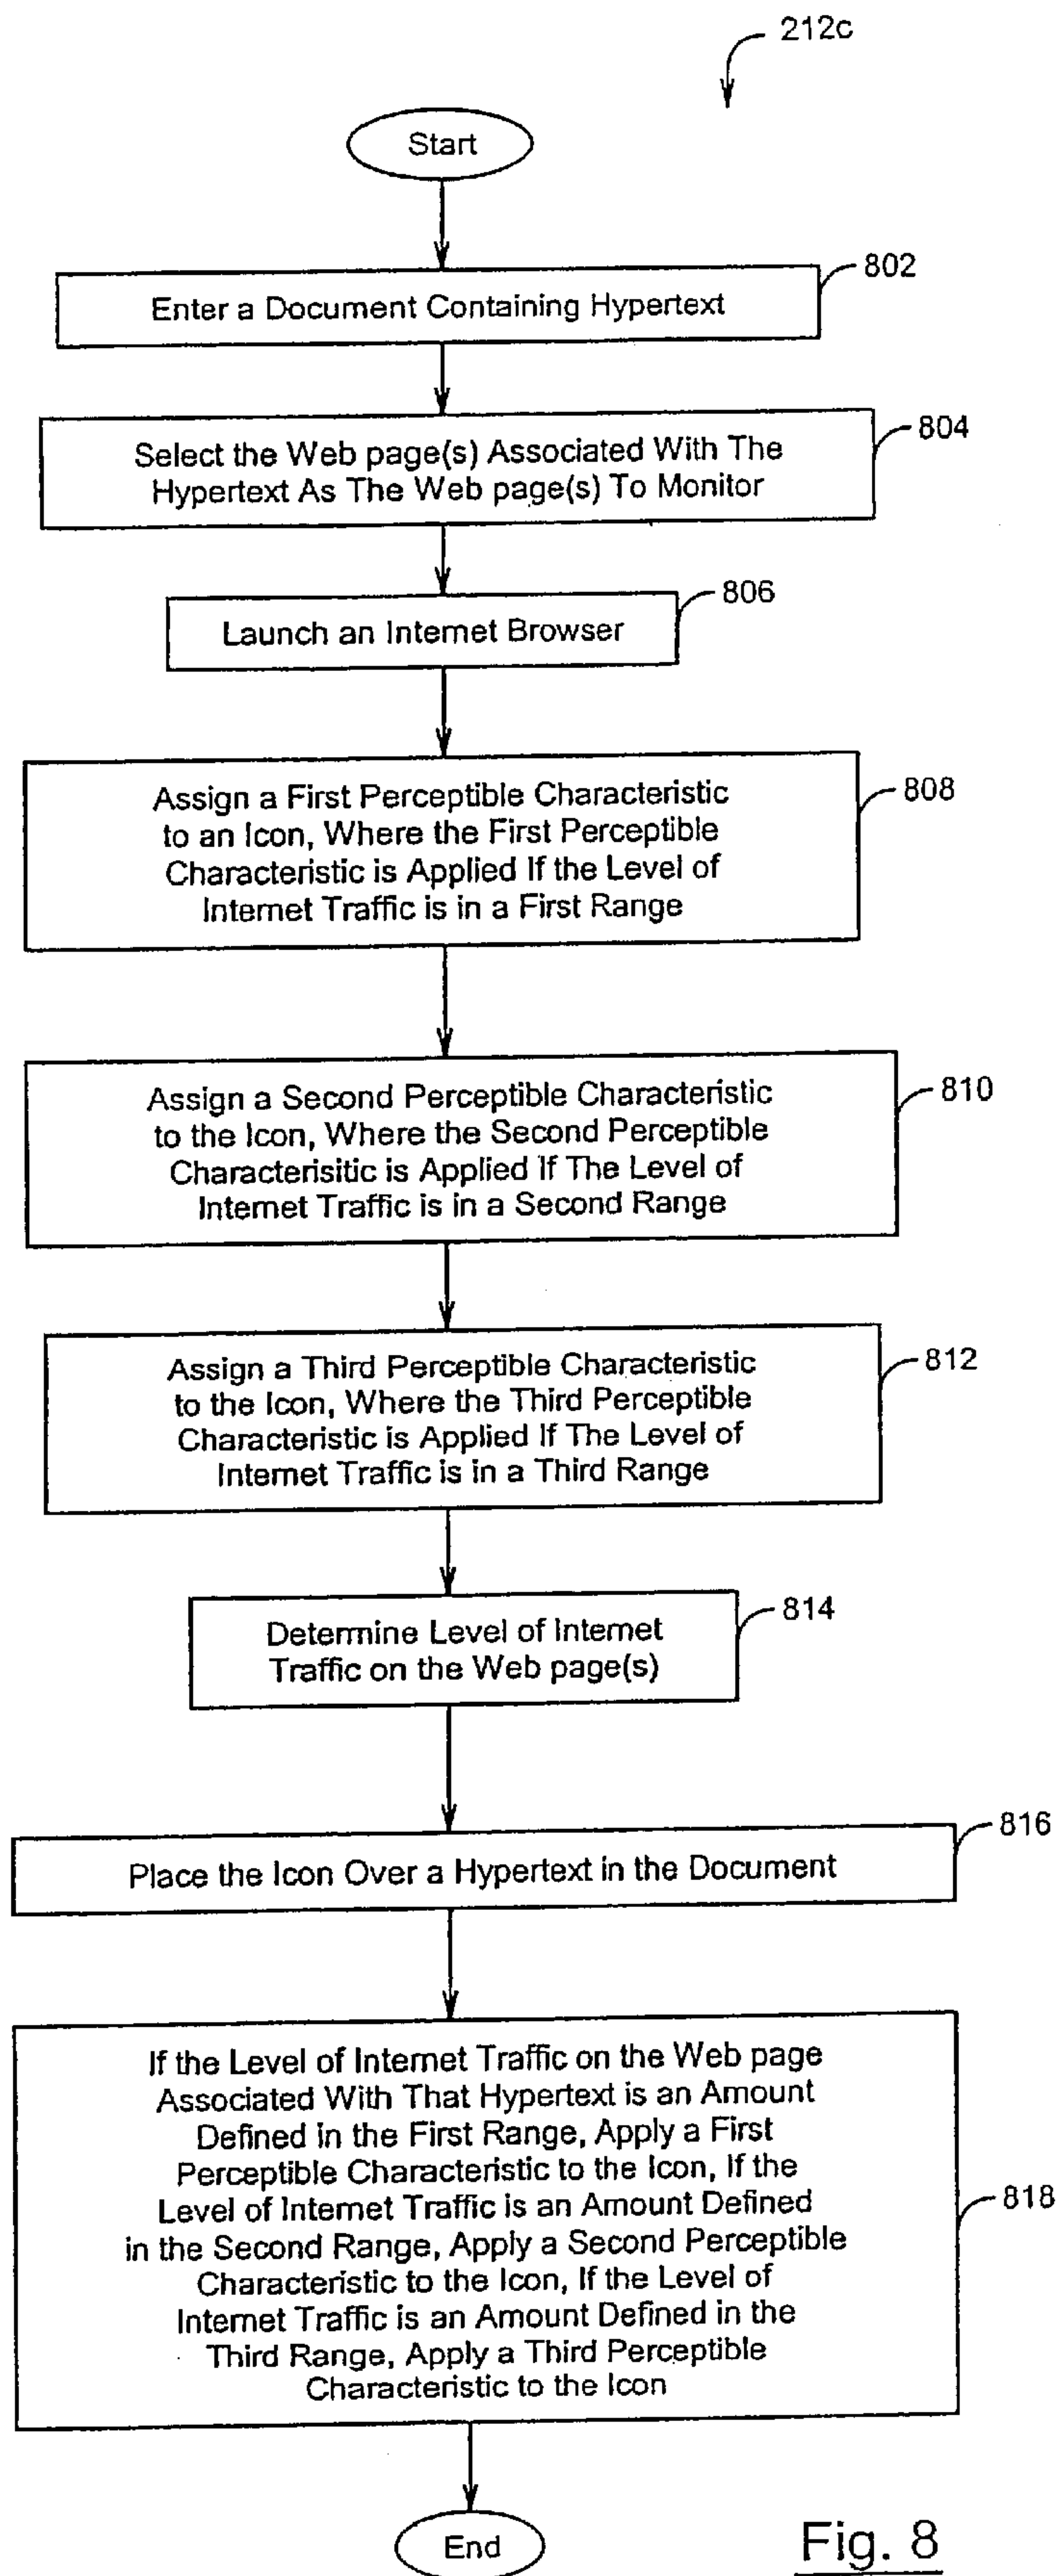 212c
Start
802
Enter a Document Containing Hypertext
804
Select the Web page(s) Associated With The
Hypertext As The Web page(s) To Monitor
806
Launch an Internet Browser
808
Assign a First Perceptible Characteristic
to an Icon, Where the First Perceptible
Characteristic is Applied If the Level of
Internet Traffic is in a First Range
810
Assign a Second Perceptible Characteristic
to the Icon, Where the Second Perceptible
Characterisitic is Applied If The Level of
Internet Traffic is in a Second Range
812
Assign a Third Perceptible Characteristic
to the Icon, Where the Third Perceptible
Characteristic is Applied If The Level of
Internet Traffic is in a Third Range
814
Determine Level of Internet
Traffic on the Web page(s)
816
Place the Icon Over a Hypertext in the Document
818
If the Level of Internet Traffic on the Web page
Associated With That Hypertext is an Amount
Defined in the First Range, Apply a First
Perceptible Characteristic to the Icon, If the
Level of Internet Traffic is an Amount Defined
in the Second Range, Apply a Second Perceptible
Characteristic to the Icon, If the Level of
Internet Traffic is an Amount Defined in the
Third Range, Apply a Third Perceptible
Characteristic to the Icon
End
Fig. 8